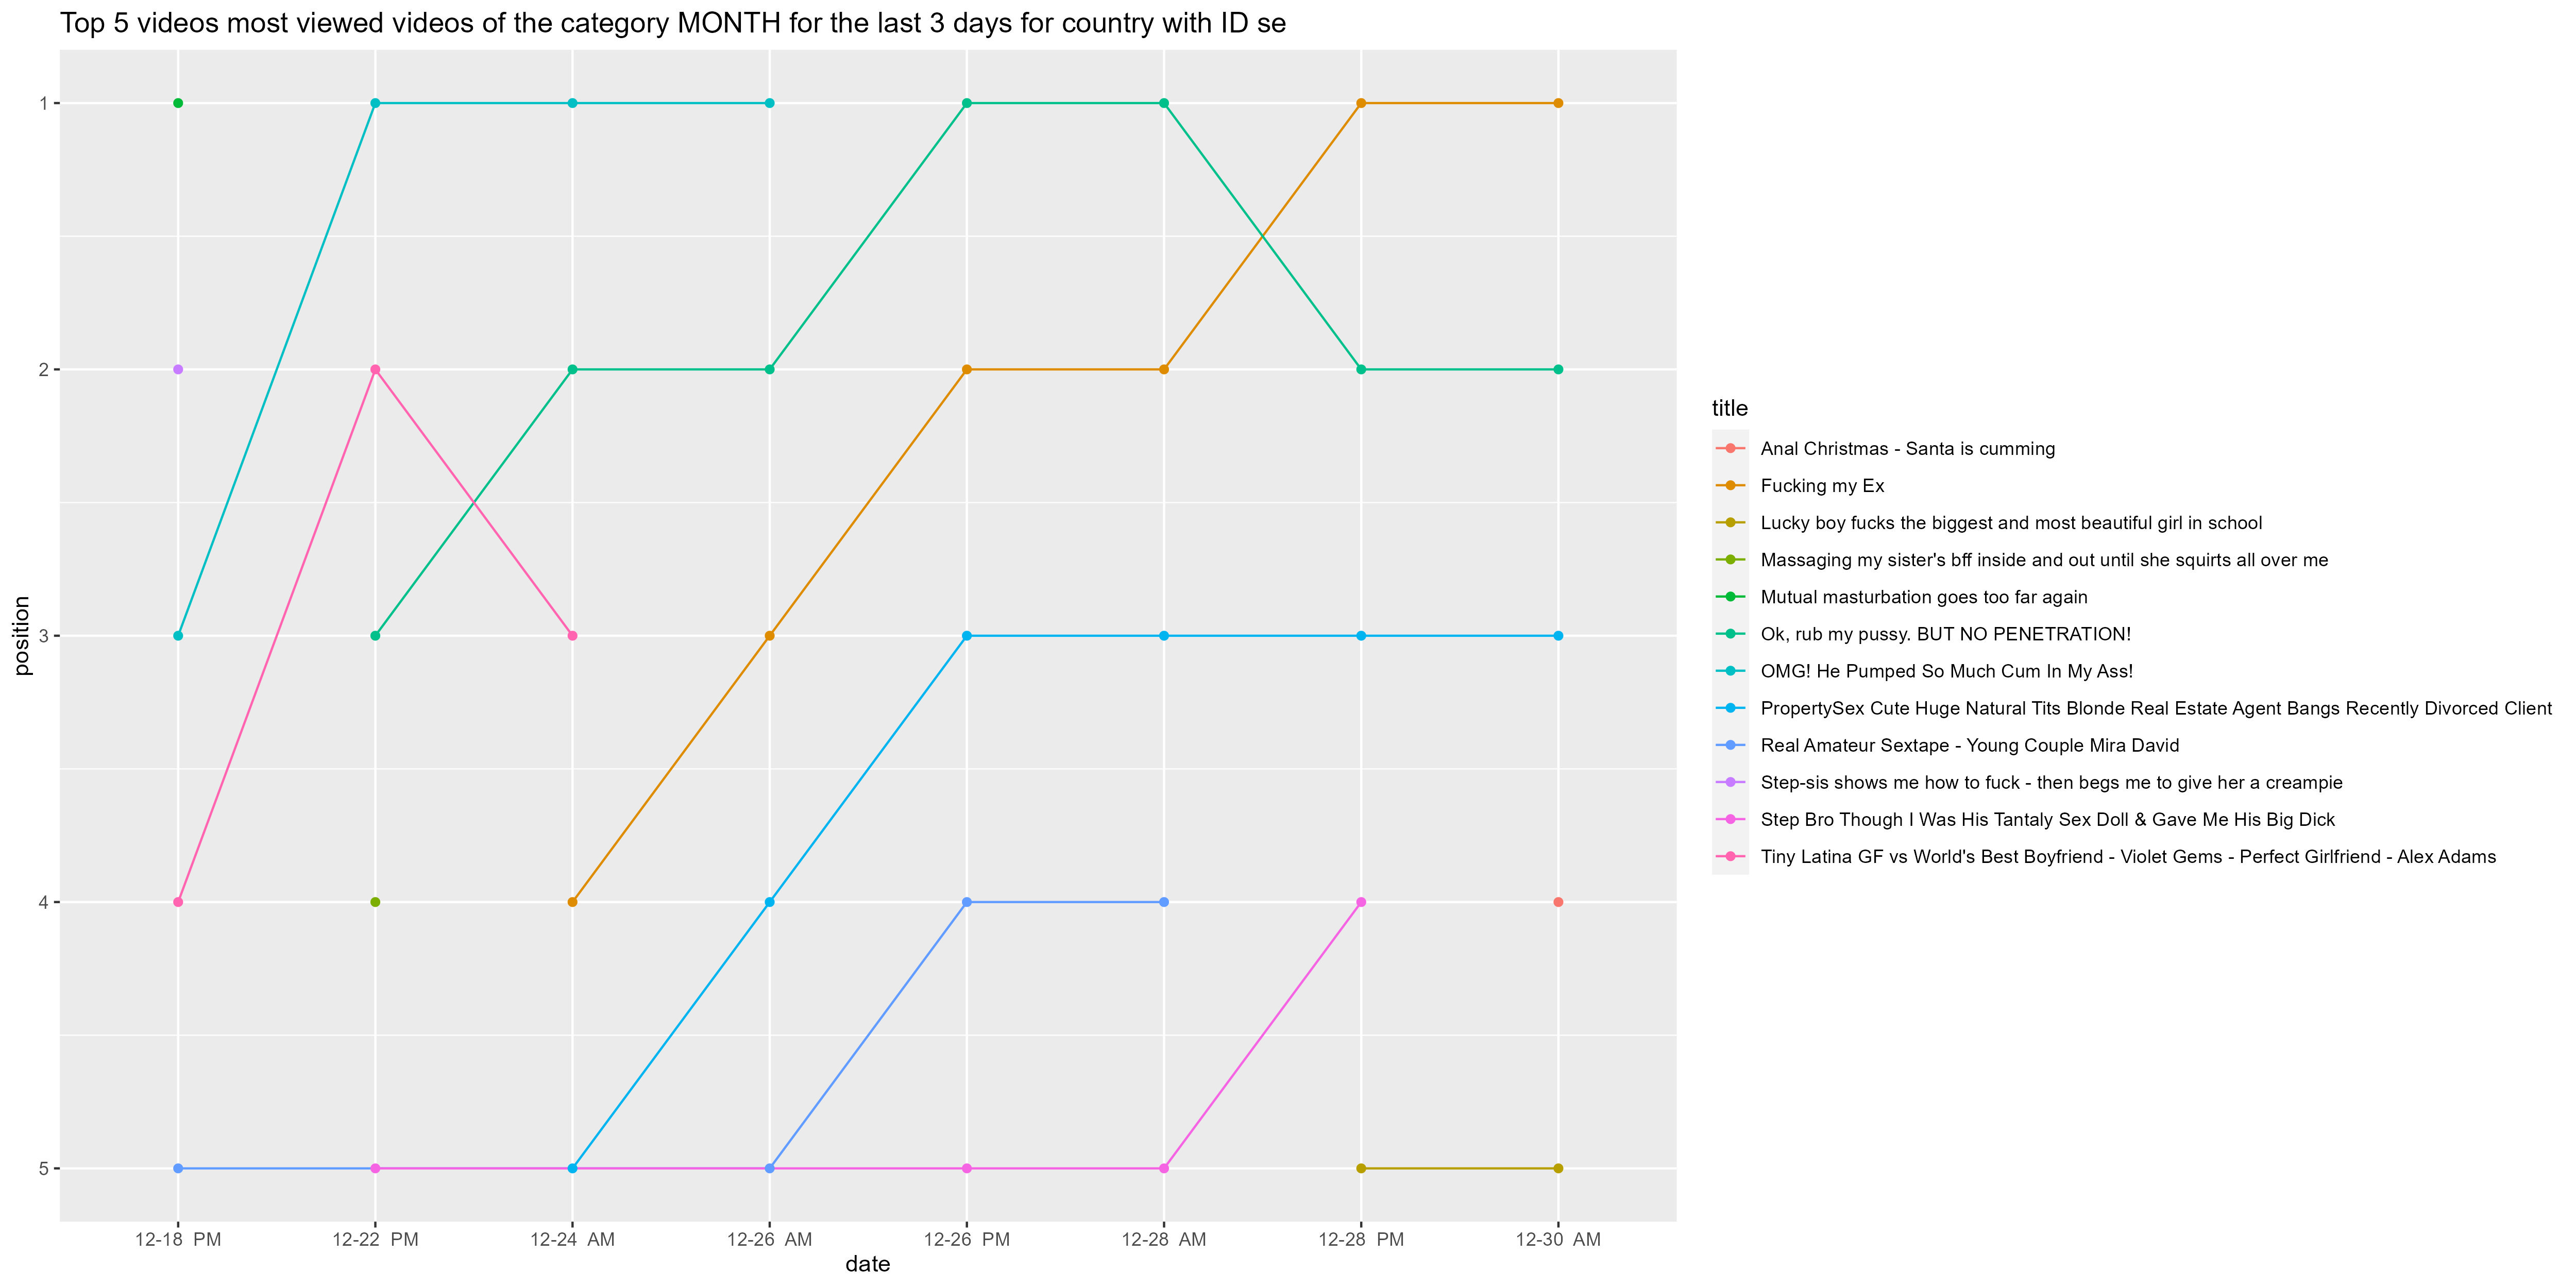 Top 5 videos most viewed videos of the category MONTH for the last 3 days for country with ID se
1
2
3
4
5
position
12-18 PM
12-22 PM
12-24 AM
12-26 AM
12-26 PM
12-28 AM
12-28 PM
12-30 AM
date
title
Anal Christmas - Santa is cumming
Fucking my Ex
Lucky boy fucks the biggest and most beautiful girl in school
Massaging my sister's bff inside and out until she squirts all over me
Mutual masturbation goes too far again
Ok, rub my pussy. BUT NO PENETRATION!
OMG! He Pumped So Much Cum In My Ass!
PropertySex Cute Huge Natural Tits Blonde Real Estate Agent Bangs Recently Divorced Client
Real Amateur Sextape - Young Couple Mira David
Step-sis shows me how to fuck - then begs me to give her a creampie
Step Bro Though I Was His Tantaly Sex Doll & Gave Me His Big Dick
Tiny Latina GF vs World's Best Boyfriend - Violet Gems - Perfect Girlfriend - Alex Adams